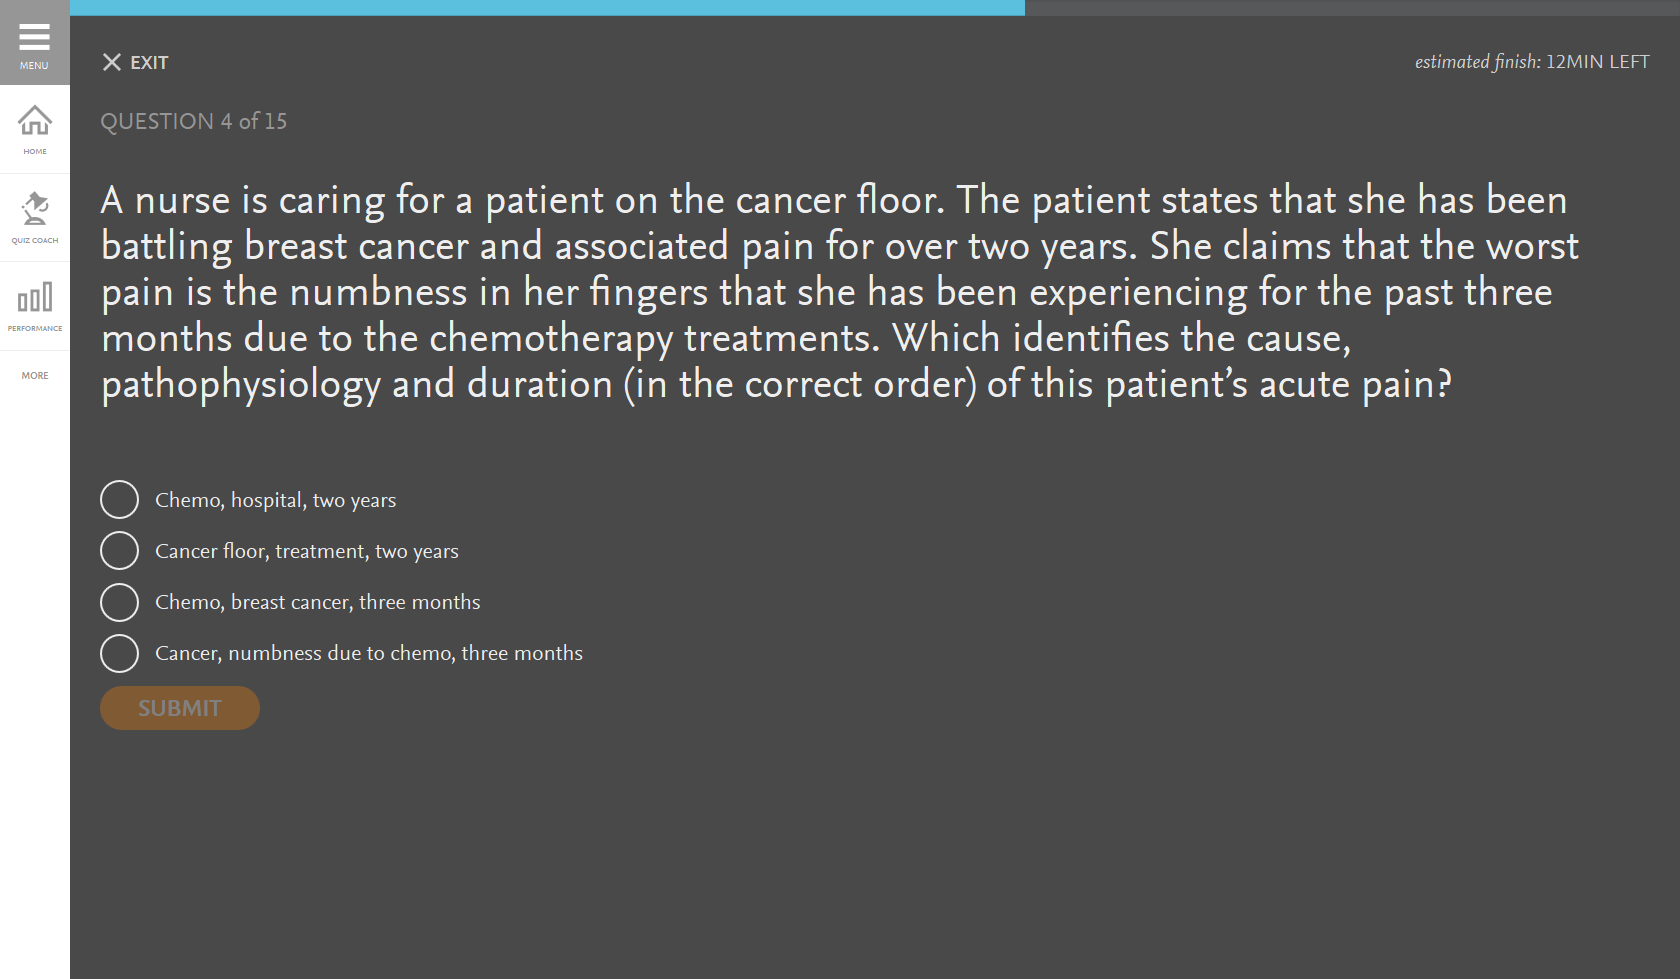 MENU
HOME
QUIZ COACH
PERFORMANCE
MORE
EXIT
estimated finish: 12MIN LEFT
QUESTION 4 of 15
A nurse is caring for a patient on the cancer floor. The patient states that she has been
battling breast cancer and associated pain for over two years. She claims that the worst
pain is the numbness in her fingers that she has been experiencing for the past three
months due to the chemotherapy treatments. Which identifies the cause,
pathophysiology and duration (in the correct order) of this patient’s acute pain?
Chemo, hospital, two years
Cancer floor, treatment, two years
Chemo, breast cancer, three months
Cancer, numbness due to chemo, three months
SUBMIT